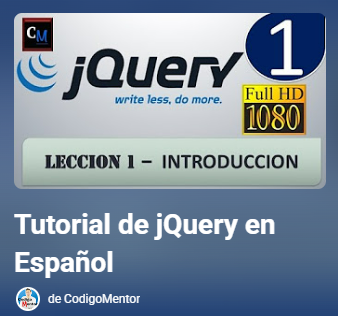 CM
jQuery
write less, do more.
1
Full HD
1080
LECCION 1 – INTRODUCCION
Tutorial de jQuery en
Español
de CodigoMentor